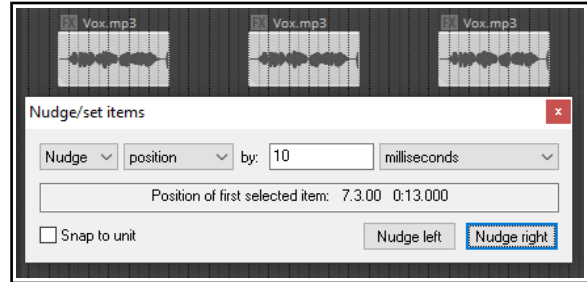 FX Vox.mp3 FX Vox.mp3 FX Vox.mp3
Nudge/set items x
Nudge position by: 10 milliseconds
Position of first selected item: 7.3.00 0:13.000
Snap to unit Nudge left Nudge right